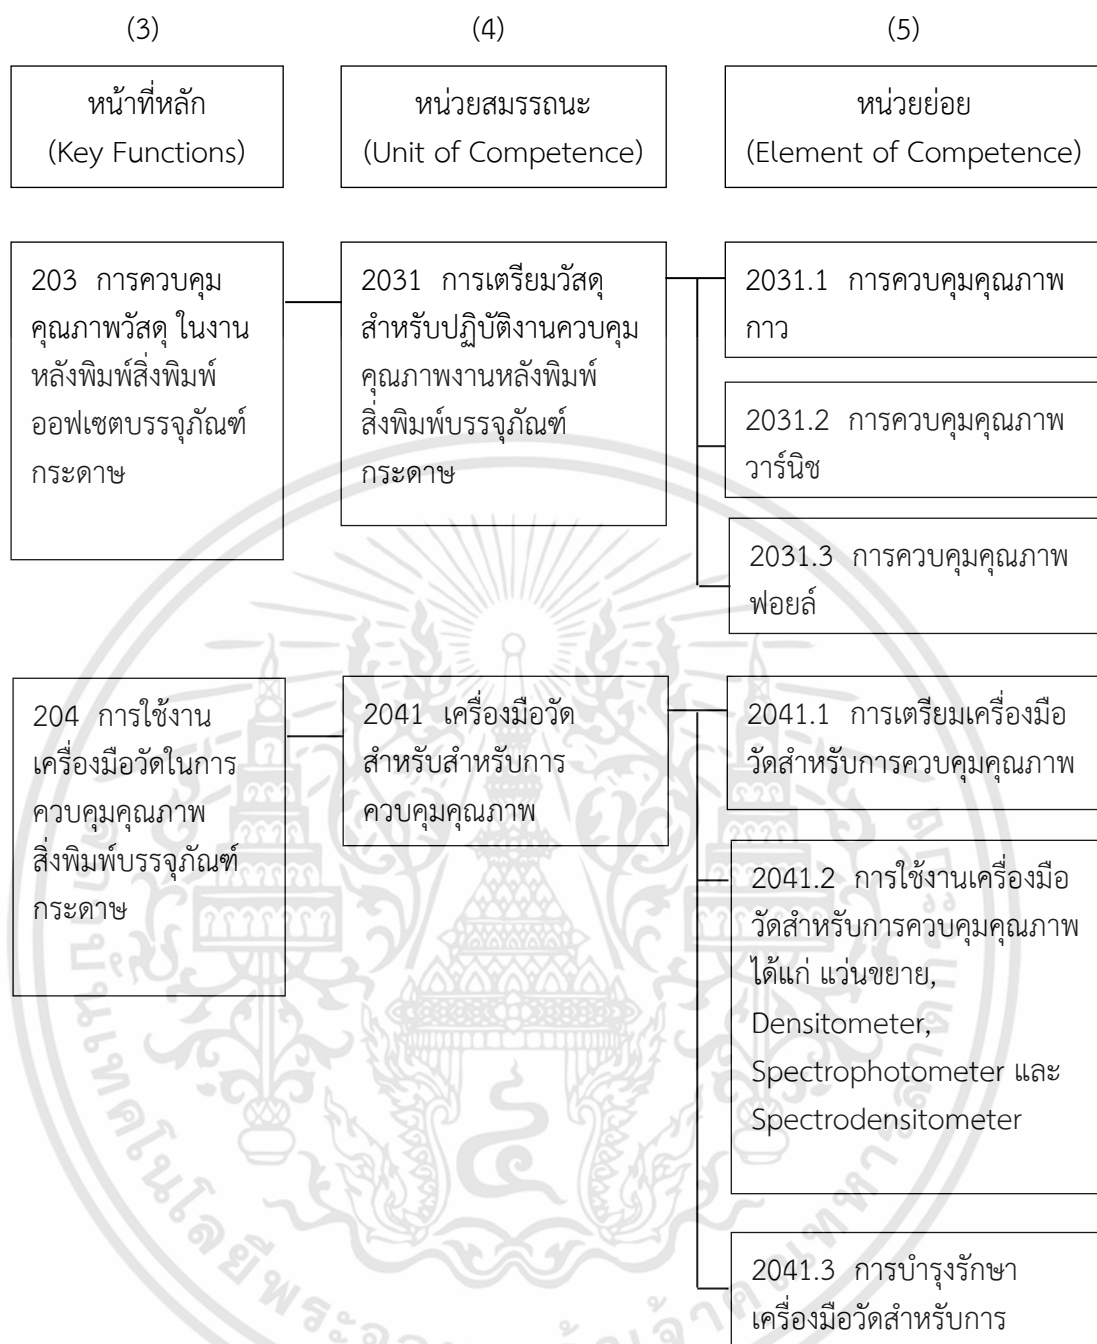 (3)
(4)
(5)
หน้าที่หลัก
(Key Functions)
หน่วยสมรรถนะ
(Unit of Competence)
หน่วยย่อย
(Element of Competence)
203 การควบคุม
คุณภาพวัสดุ ในงาน
หลังพิมพ์สิ่งพิมพ์
ออฟเซตบรรจุภัณฑ์
กระดาษ
2031 การเตรียมวัสดุ
สำหรับปฏิบัติงานควบคุม
คุณภาพงานหลังพิมพ์
สิ่งพิมพ์บรรจุภัณฑ์
กระดาษ
2031.1 การควบคุมคุณภาพ
กาว
2031.2 การควบคุมคุณภาพ
วาร์นิช
2031.3 การควบคุมคุณภาพ
ฟอยล์
204 การใช้งาน
เครื่องมือวัดในการ
ควบคุมคุณภาพ
สิ่งพิมพ์บรรจุภัณฑ์
กระดาษ
2041 เครื่องมือวัด
สำหรับสำหรับการ
ควบคุมคุณภาพ
2041.1 การเตรียมเครื่องมือ
วัดสำหรับการควบคุมคุณภาพ
2041.2 การใช้งานเครื่องมือ
วัดสำหรับการควบคุมคุณภาพ
ได้แก่ แว่นขยาย,
Densitometer,
Spectrophotometer และ
Spectrodensitometer
2041.3 การบำรุงรักษา
เครื่องมือวัดสำหรับการ